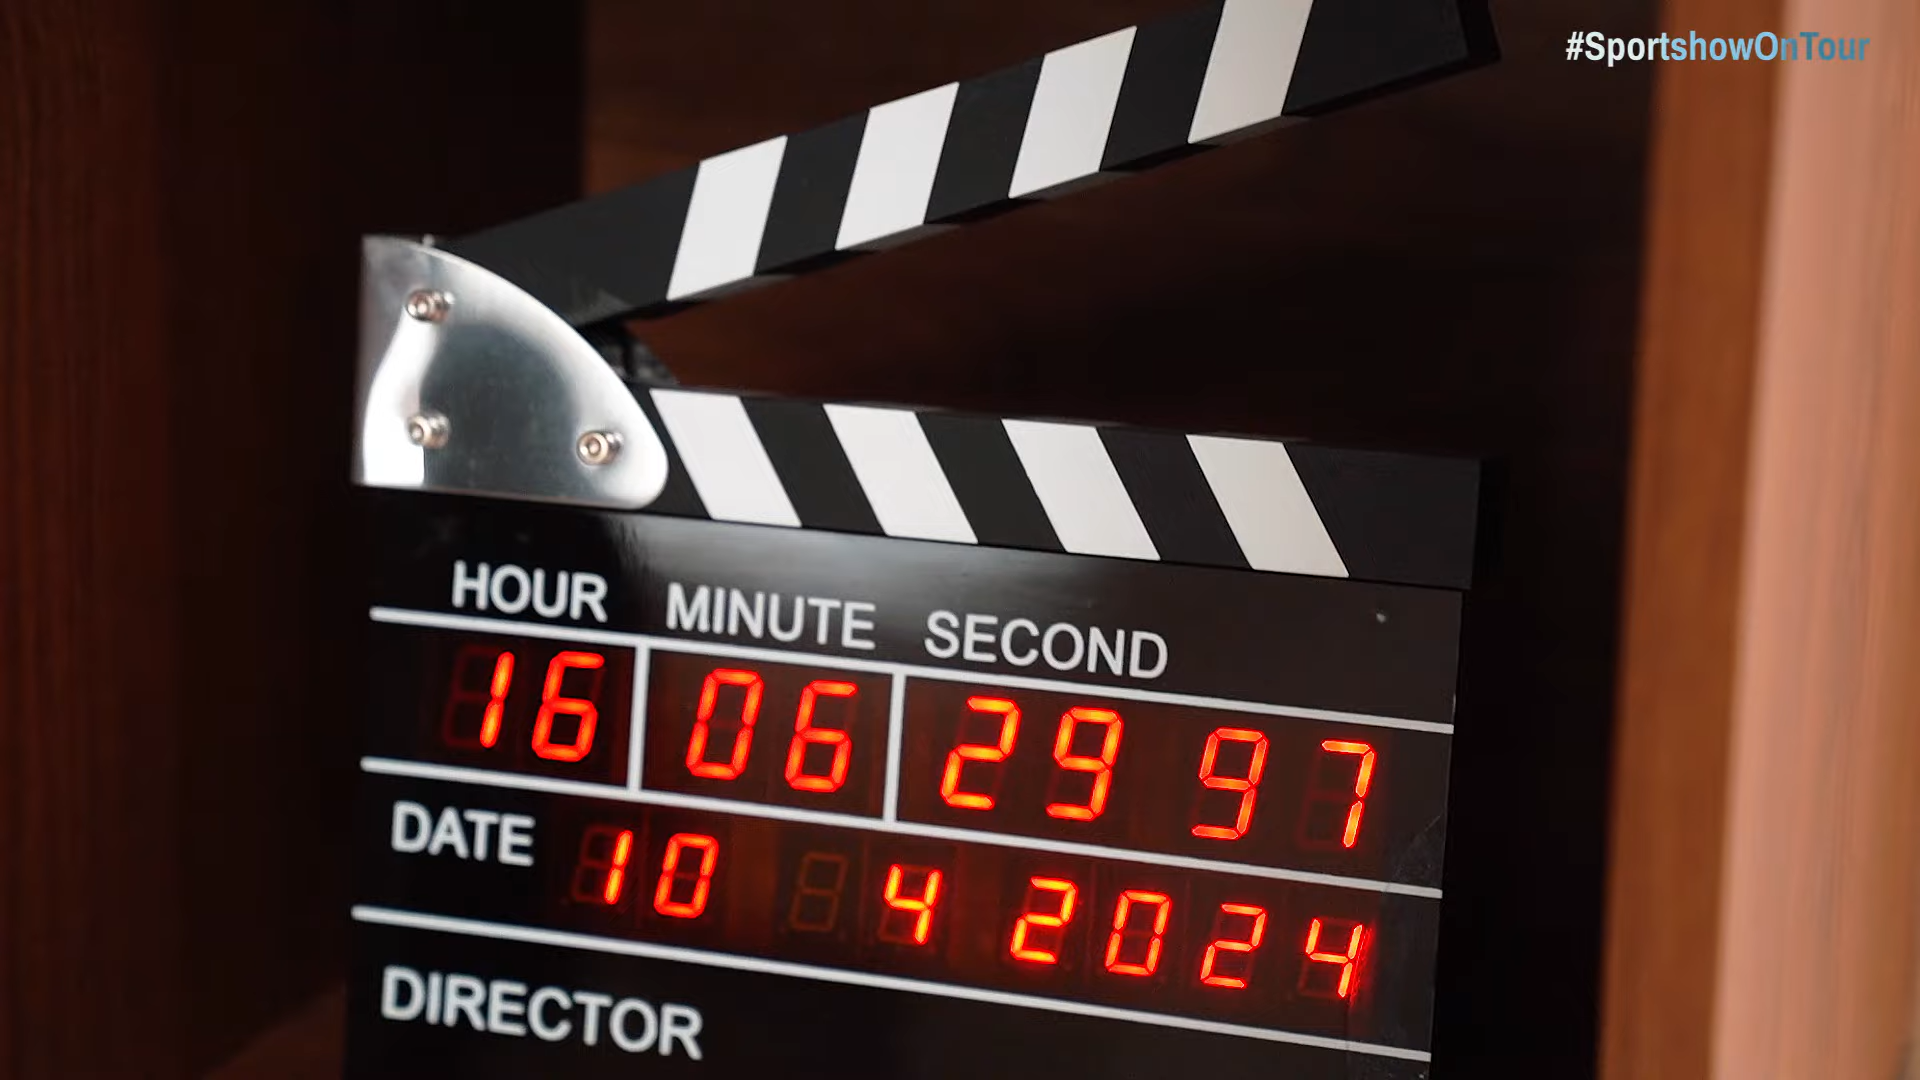 #SportshowOnTour
HOUR MINUTE SECOND
16 06 29 97
DATE 10 4 2024
DIRECTOR